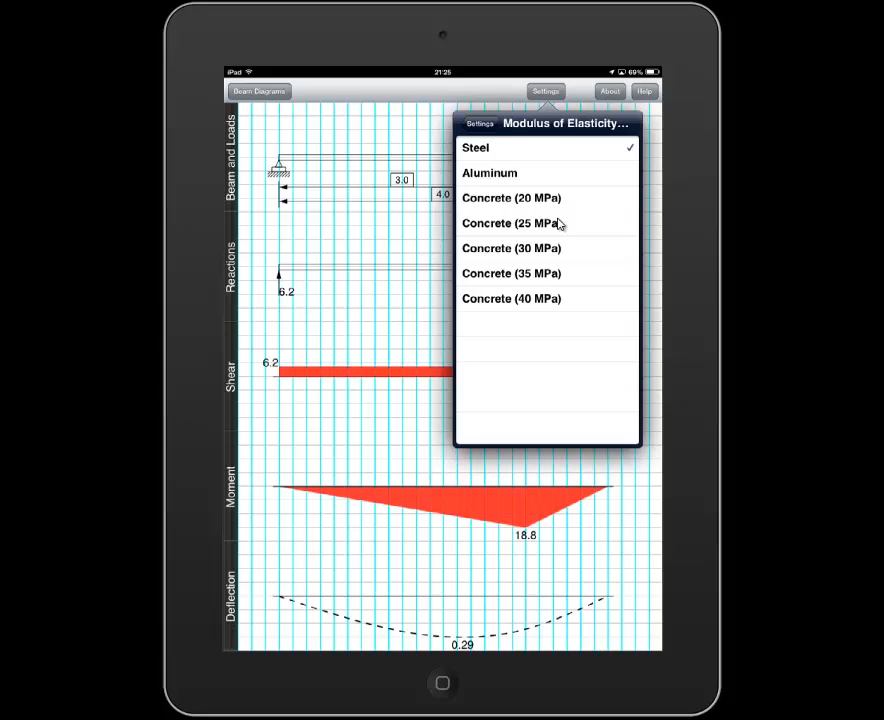 iPad 21:25 69%
Beam Diagrams Settings About Help
Settings Modulus of Elasticity...
Steel ✓
Aluminum
Concrete (20 MPa)
Concrete (25 MPa)
Concrete (30 MPa)
Concrete (35 MPa)
Concrete (40 MPa)
Beam and Loads
3.0
4.0
Reactions
6.2
Shear
6.2
Moment
18.8
Deflection
0.29